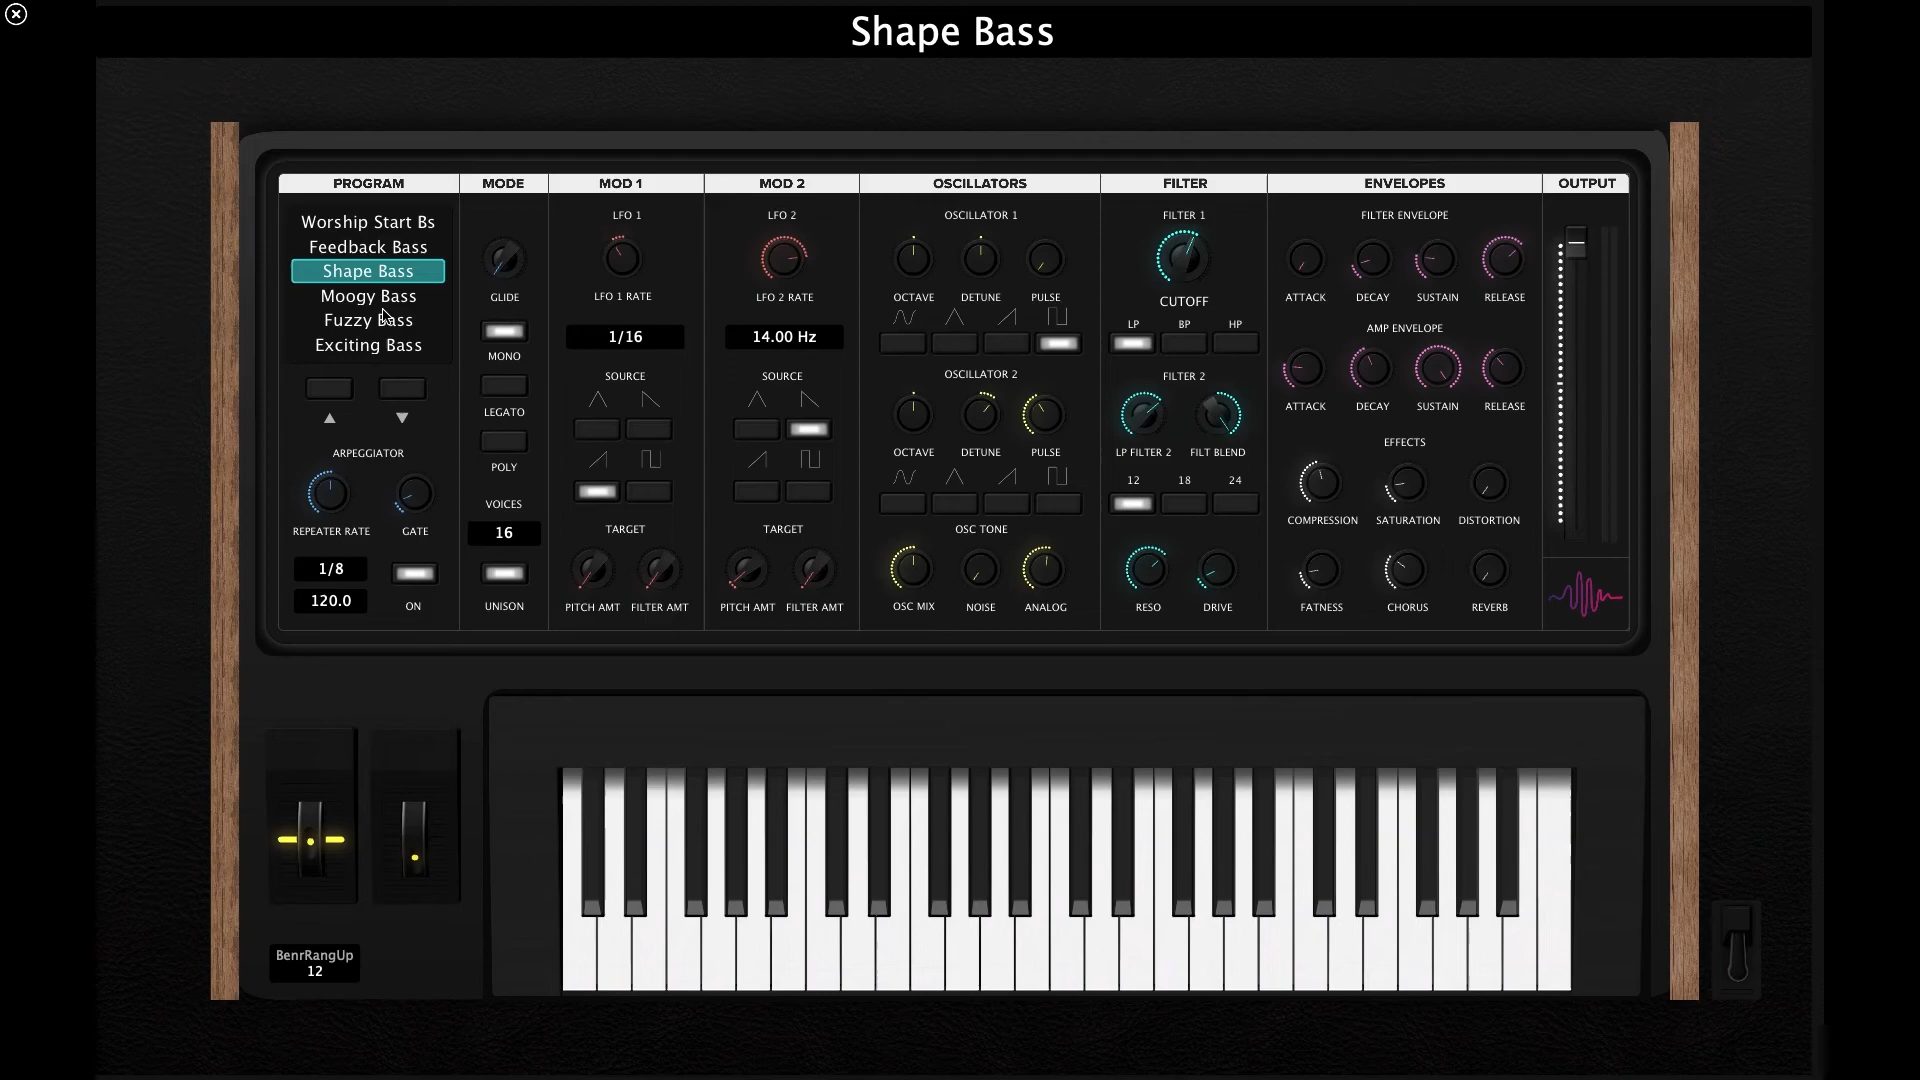 Shape Bass
PROGRAM
Worship Start Bs
Feedback Bass
Shape Bass
Moogy Bass
Fuzzy Bass
Exciting Bass
ARPEGGIATOR
REPEATER RATE
GATE
1/8
120.0
ON
MODE
GLIDE
MONO
LEGATO
POLY
VOICES
16
UNISON
MOD 1
LFO 1
LFO 1 RATE
1/16
SOURCE
TARGET
PITCH AMT
FILTER AMT
MOD 2
LFO 2
LFO 2 RATE
14.00 Hz
SOURCE
TARGET
PITCH AMT
FILTER AMT
OSCILLATORS
OSCILLATOR 1
OCTAVE
DETUNE
PULSE
OSCILLATOR 2
OCTAVE
DETUNE
PULSE
OSC TONE
OSC MIX
NOISE
ANALOG
FILTER
FILTER 1
CUTOFF
LP
BP
HP
FILTER 2
LP FILTER 2
FILT BLEND
12
18
24
RESO
DRIVE
ENVELOPES
FILTER ENVELOPE
ATTACK
DECAY
SUSTAIN
RELEASE
AMP ENVELOPE
ATTACK
DECAY
SUSTAIN
RELEASE
EFFECTS
COMPRESSION
SATURATION
DISTORTION
FATNESS
CHORUS
REVERB
OUTPUT
BenrRangUp
12